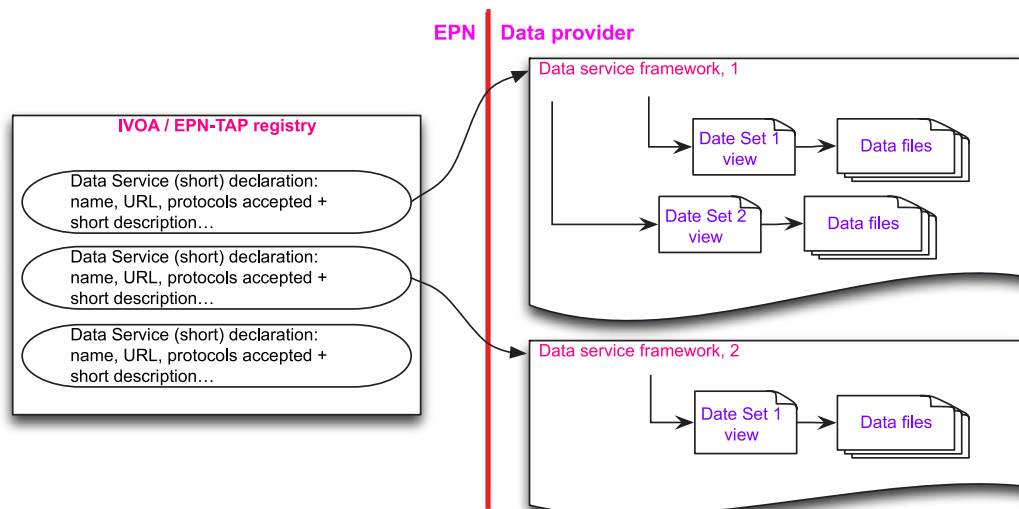 EPN
Data provider
IVOA / EPN-TAP registry
Data Service (short) declaration:
name, URL, protocols accepted +
short description…
Data Service (short) declaration:
name, URL, protocols accepted +
short description…
Data Service (short) declaration:
name, URL, protocols accepted +
short description…
Data service framework, 1
Date Set 1
view
Data files
Date Set 2
view
Data files
Data service framework, 2
Date Set 1
view
Data files